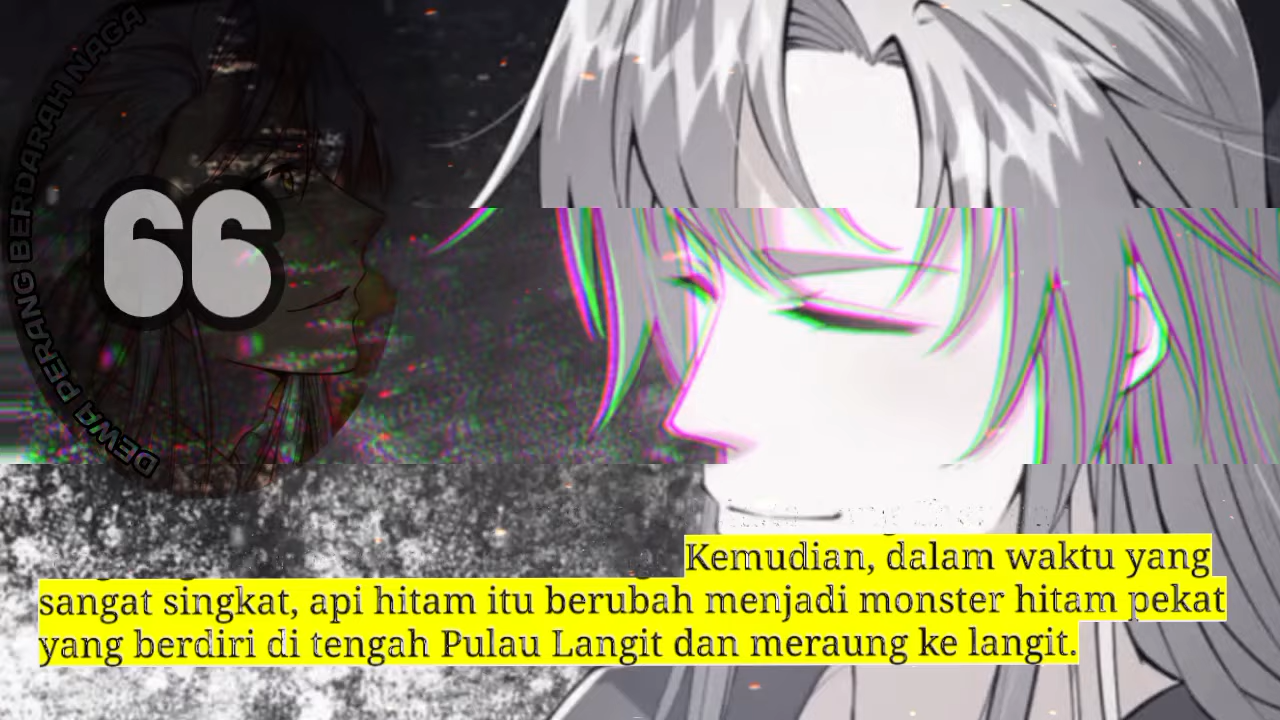 DEWA PERANG BERDARAH NAGA
66
Kemudian, dalam waktu yang
sangat singkat, api hitam itu berubah menjadi monster hitam pekat
yang berdiri di tengah Pulau Langit dan meraung ke langit.